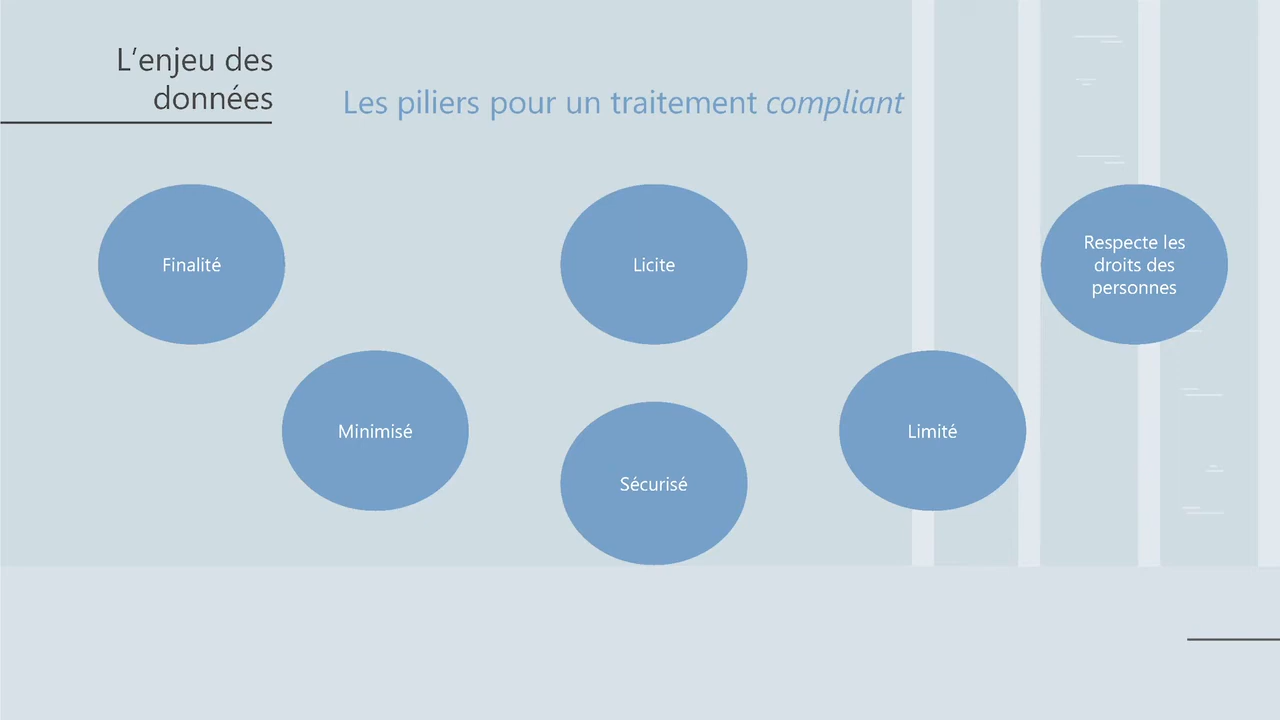 L'enjeu des
données
Les piliers pour un traitement compliant
Finalité
Licite
Respecte les
droits des
personnes
Minimisé
Sécurisé
Limité